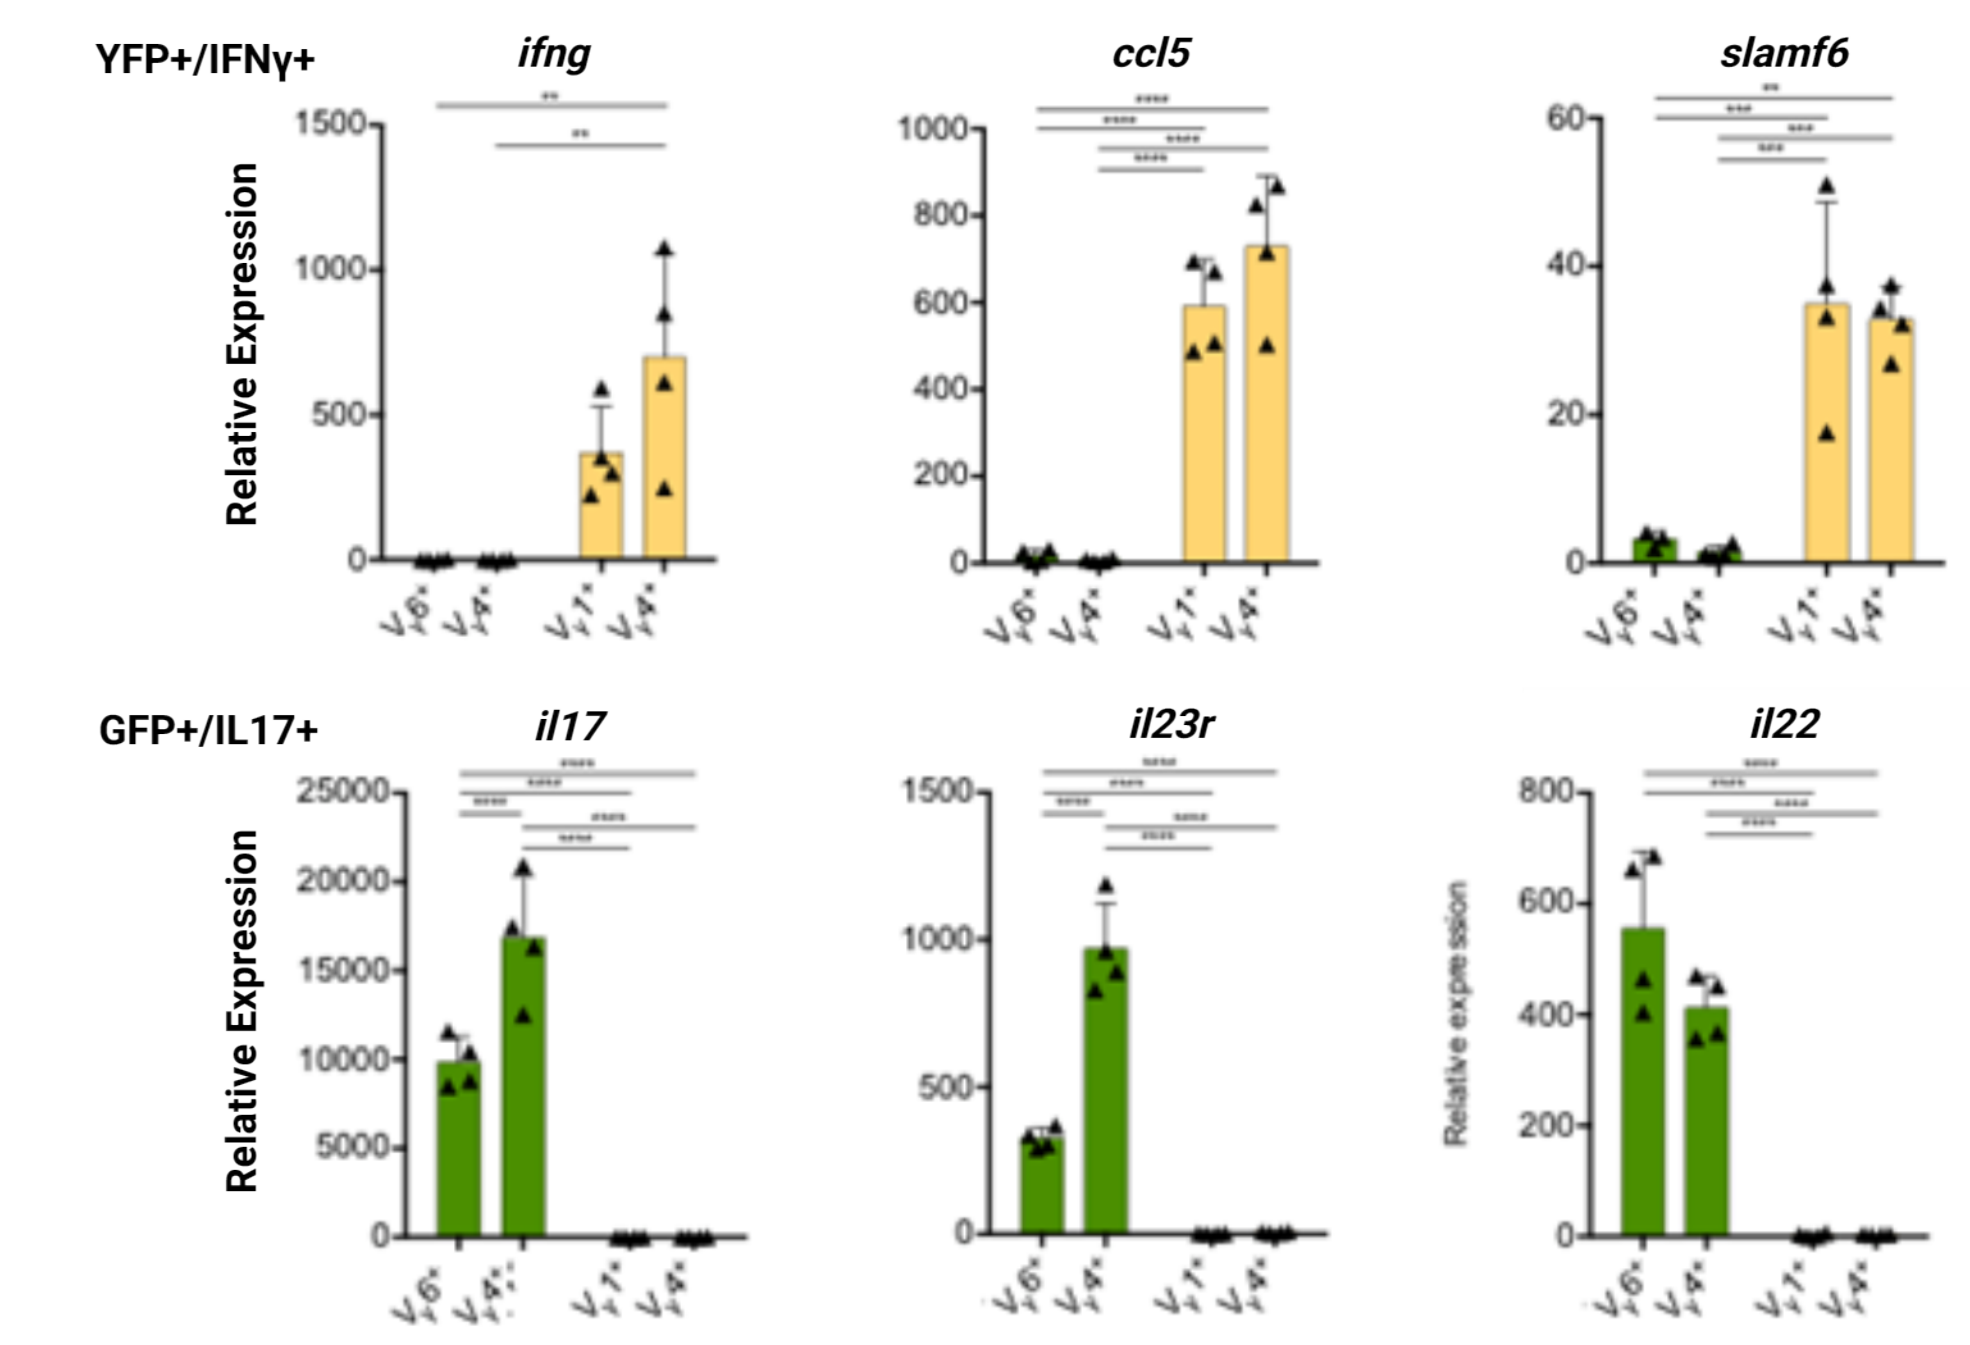 YFP+/IFNγ+
ifng
ccl5
slamf6
Relative Expression
1500
1000
500
0
**
**
Vγ6+
Vγ4+
Vγ1+
Vγ4+
1000
800
600
400
200
0
****
****
****
****
Vγ6+
Vγ4+
Vγ1+
Vγ4+
60
40
20
0
**
***
***
***
Vγ6+
Vγ4+
Vγ1+
Vγ4+
GFP+/IL17+
il17
il23r
il22
Relative Expression
25000
20000
15000
10000
5000
0
****
****
****
****
****
Vγ6+
Vγ4+
Vγ1+
Vγ4+
1500
1000
500
0
****
****
****
****
****
Vγ6+
Vγ4+
Vγ1+
Vγ4+
Relative expression
800
600
400
200
0
****
****
****
****
Vγ6+
Vγ4+
Vγ1+
Vγ4+